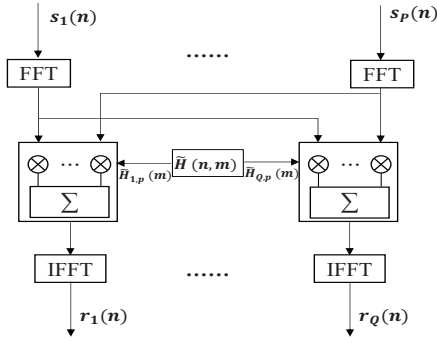 s₁(n) s_P(n)
......
FFT FFT
... H̃ (n, m) ...
H̃₁,ₚ (m) H̃_Q,ₚ (m)
Σ Σ
IFFT ...... IFFT
r₁(n) r_Q(n)